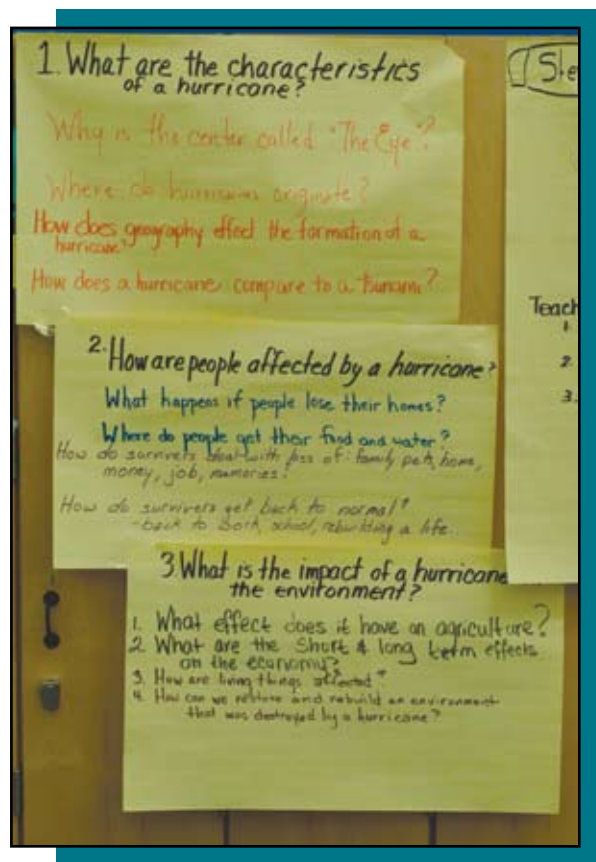 1. What are the characteristics
of a hurricane?
Why is the center called "The Eye"?
Where do hurricanes originate?
How does geography effect the formation of a
hurricane?
How does a hurricane compare to a tsunami?
2. How are people affected by a hurricane?
What happens if people lose their homes?
Where do people get their food and water?
How do survivers deal with loss of: family pets, home,
money, job, memories?
How do survivers get back to normal?
-back to work, school, rebuilding a life.
3. What is the impact of a hurricane
the environment?
1. What effect does it have on agriculture?
2 What are the short & long term effects
on the economy?
3. How are living things affected?
4. How can we restore and rebuild an environment
that was destroyed by a hurricane?
Ste
Teach
1.
2.
3.